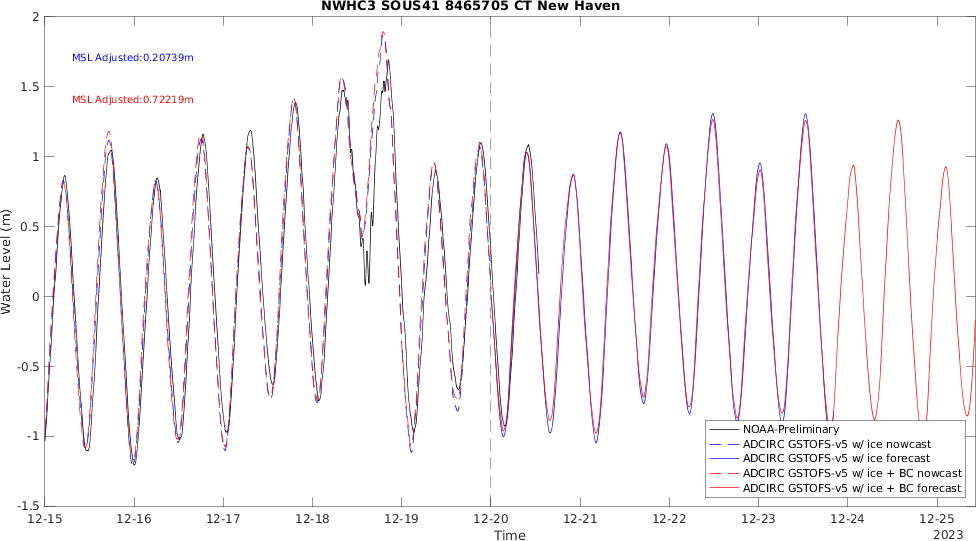 NWHC3 SOUS41 8465705 CT New Haven
MSL Adjusted:0.20739m
MSL Adjusted:0.72219m
Water Level (m)
2
1.5
1
0.5
0
-0.5
-1
-1.5
12-15 12-16 12-17 12-18 12-19 12-20 12-21 12-22 12-23 12-24 12-25
Time
2023
NOAA-Preliminary
ADCIRC GSTOFS-v5 w/ ice nowcast
ADCIRC GSTOFS-v5 w/ ice forecast
ADCIRC GSTOFS-v5 w/ ice + BC nowcast
ADCIRC GSTOFS-v5 w/ ice + BC forecast